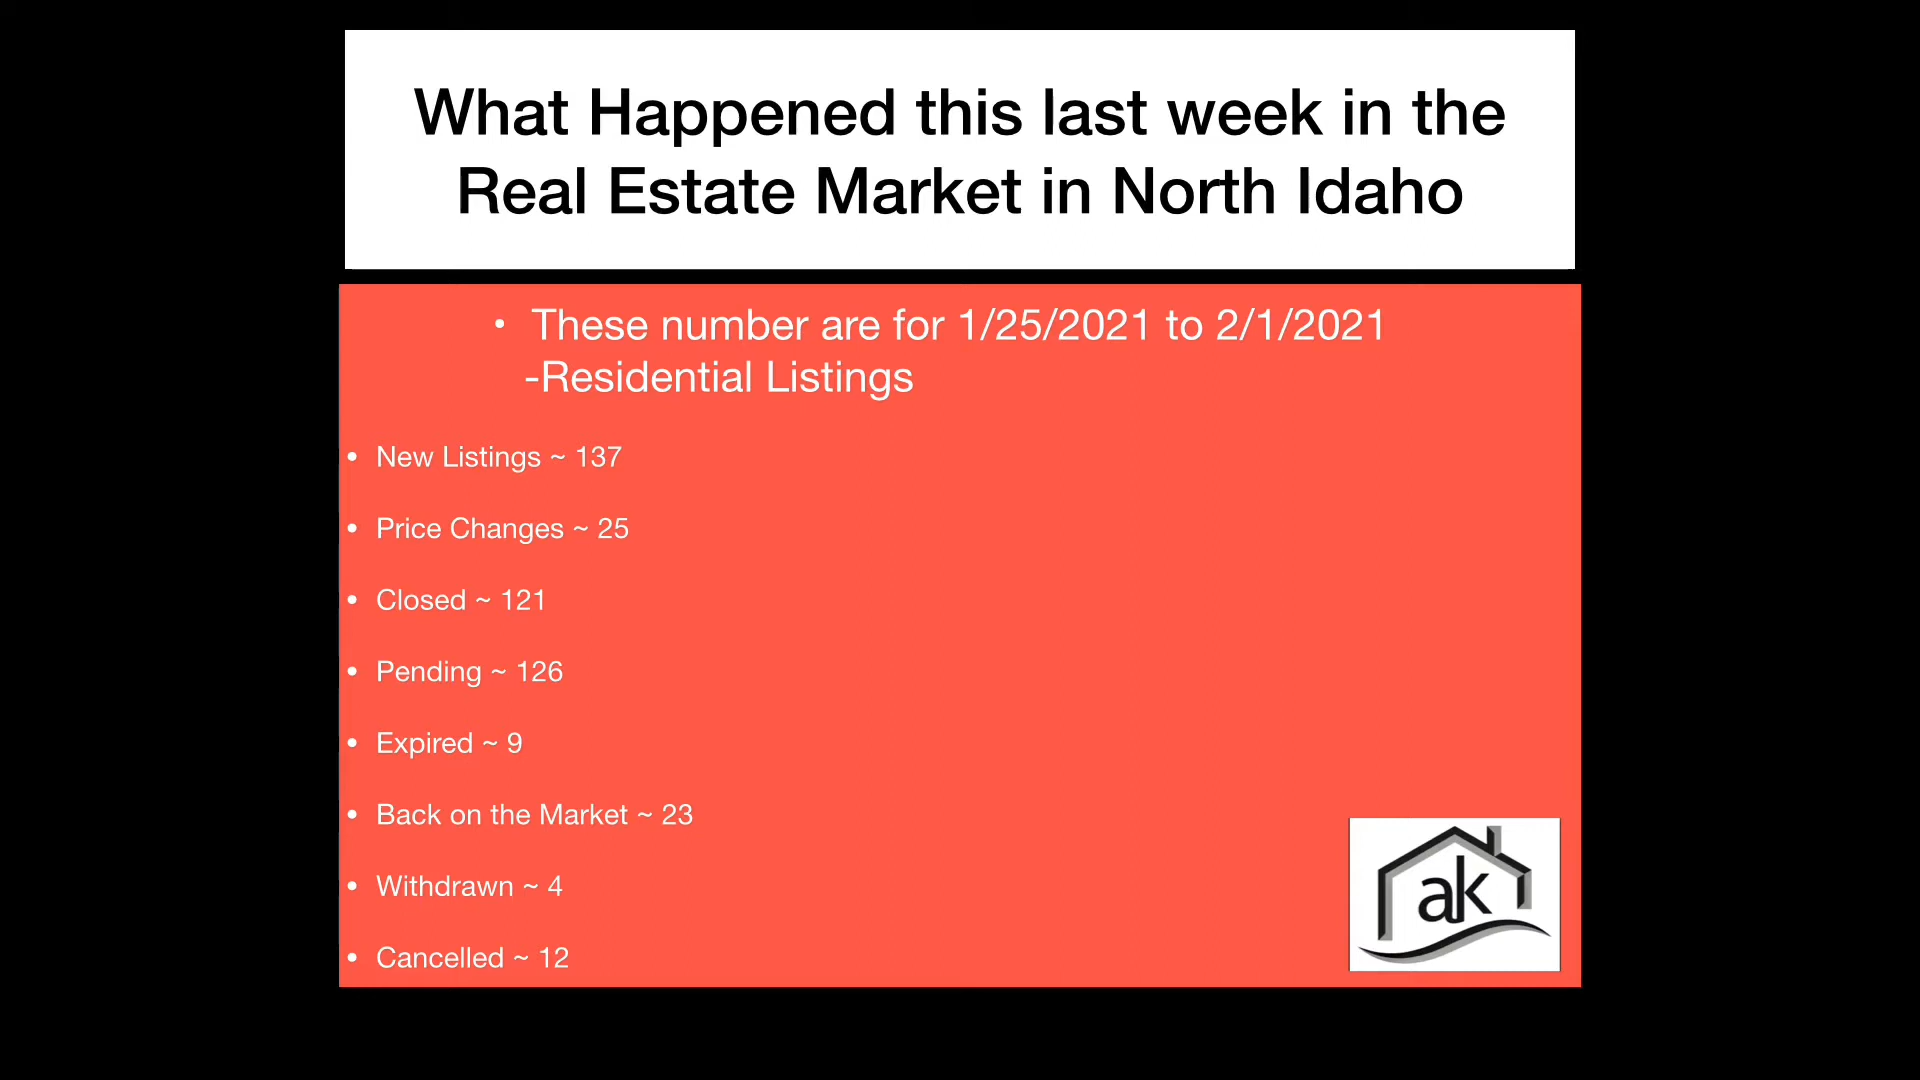 What Happened this last week in the
Real Estate Market in North Idaho
• These number are for 1/25/2021 to 2/1/2021
-Residential Listings
• New Listings ~ 137
• Price Changes ~ 25
• Closed ~ 121
• Pending ~ 126
• Expired ~ 9
• Back on the Market ~ 23
• Withdrawn ~ 4
• Cancelled ~ 12
ak